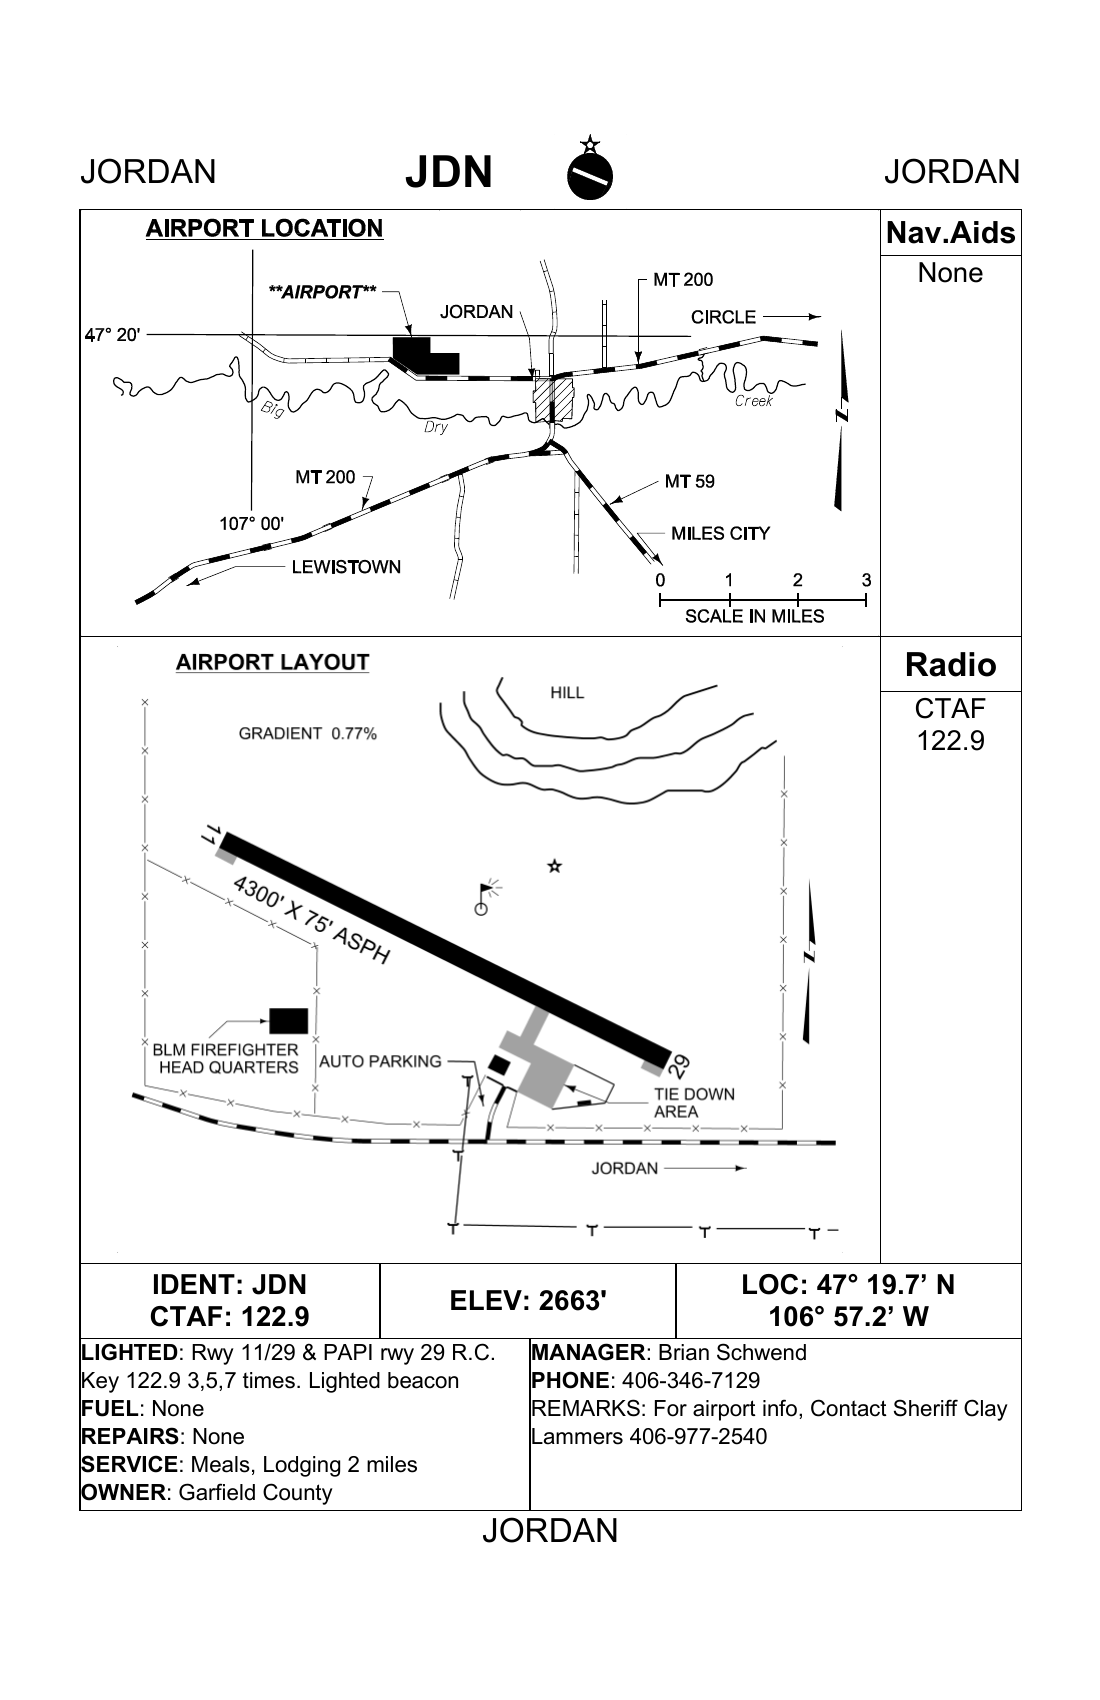 JORDAN
JDN
JORDAN
AIRPORT LOCATION
**AIRPORT**
JORDAN
MT 200
CIRCLE
47° 20'
Big
Dry
Creek
N
MT 200
MT 59
107° 00'
MILES CITY
LEWISTOWN
0 1 2 3
SCALE IN MILES
Nav.Aids
None
AIRPORT LAYOUT
HILL
GRADIENT 0.77%
11
4300' X 75' ASPH
N
BLM FIREFIGHTER
HEAD QUARTERS
AUTO PARKING
29
TIE DOWN
AREA
JORDAN
Radio
CTAF
122.9
IDENT: JDN
CTAF: 122.9
ELEV: 2663'
LOC: 47° 19.7’ N
106° 57.2’ W
LIGHTED: Rwy 11/29 & PAPI rwy 29 R.C.
Key 122.9 3,5,7 times. Lighted beacon
FUEL: None
REPAIRS: None
SERVICE: Meals, Lodging 2 miles
OWNER: Garfield County
MANAGER: Brian Schwend
PHONE: 406-346-7129
REMARKS: For airport info, Contact Sheriff Clay
Lammers 406-977-2540
JORDAN